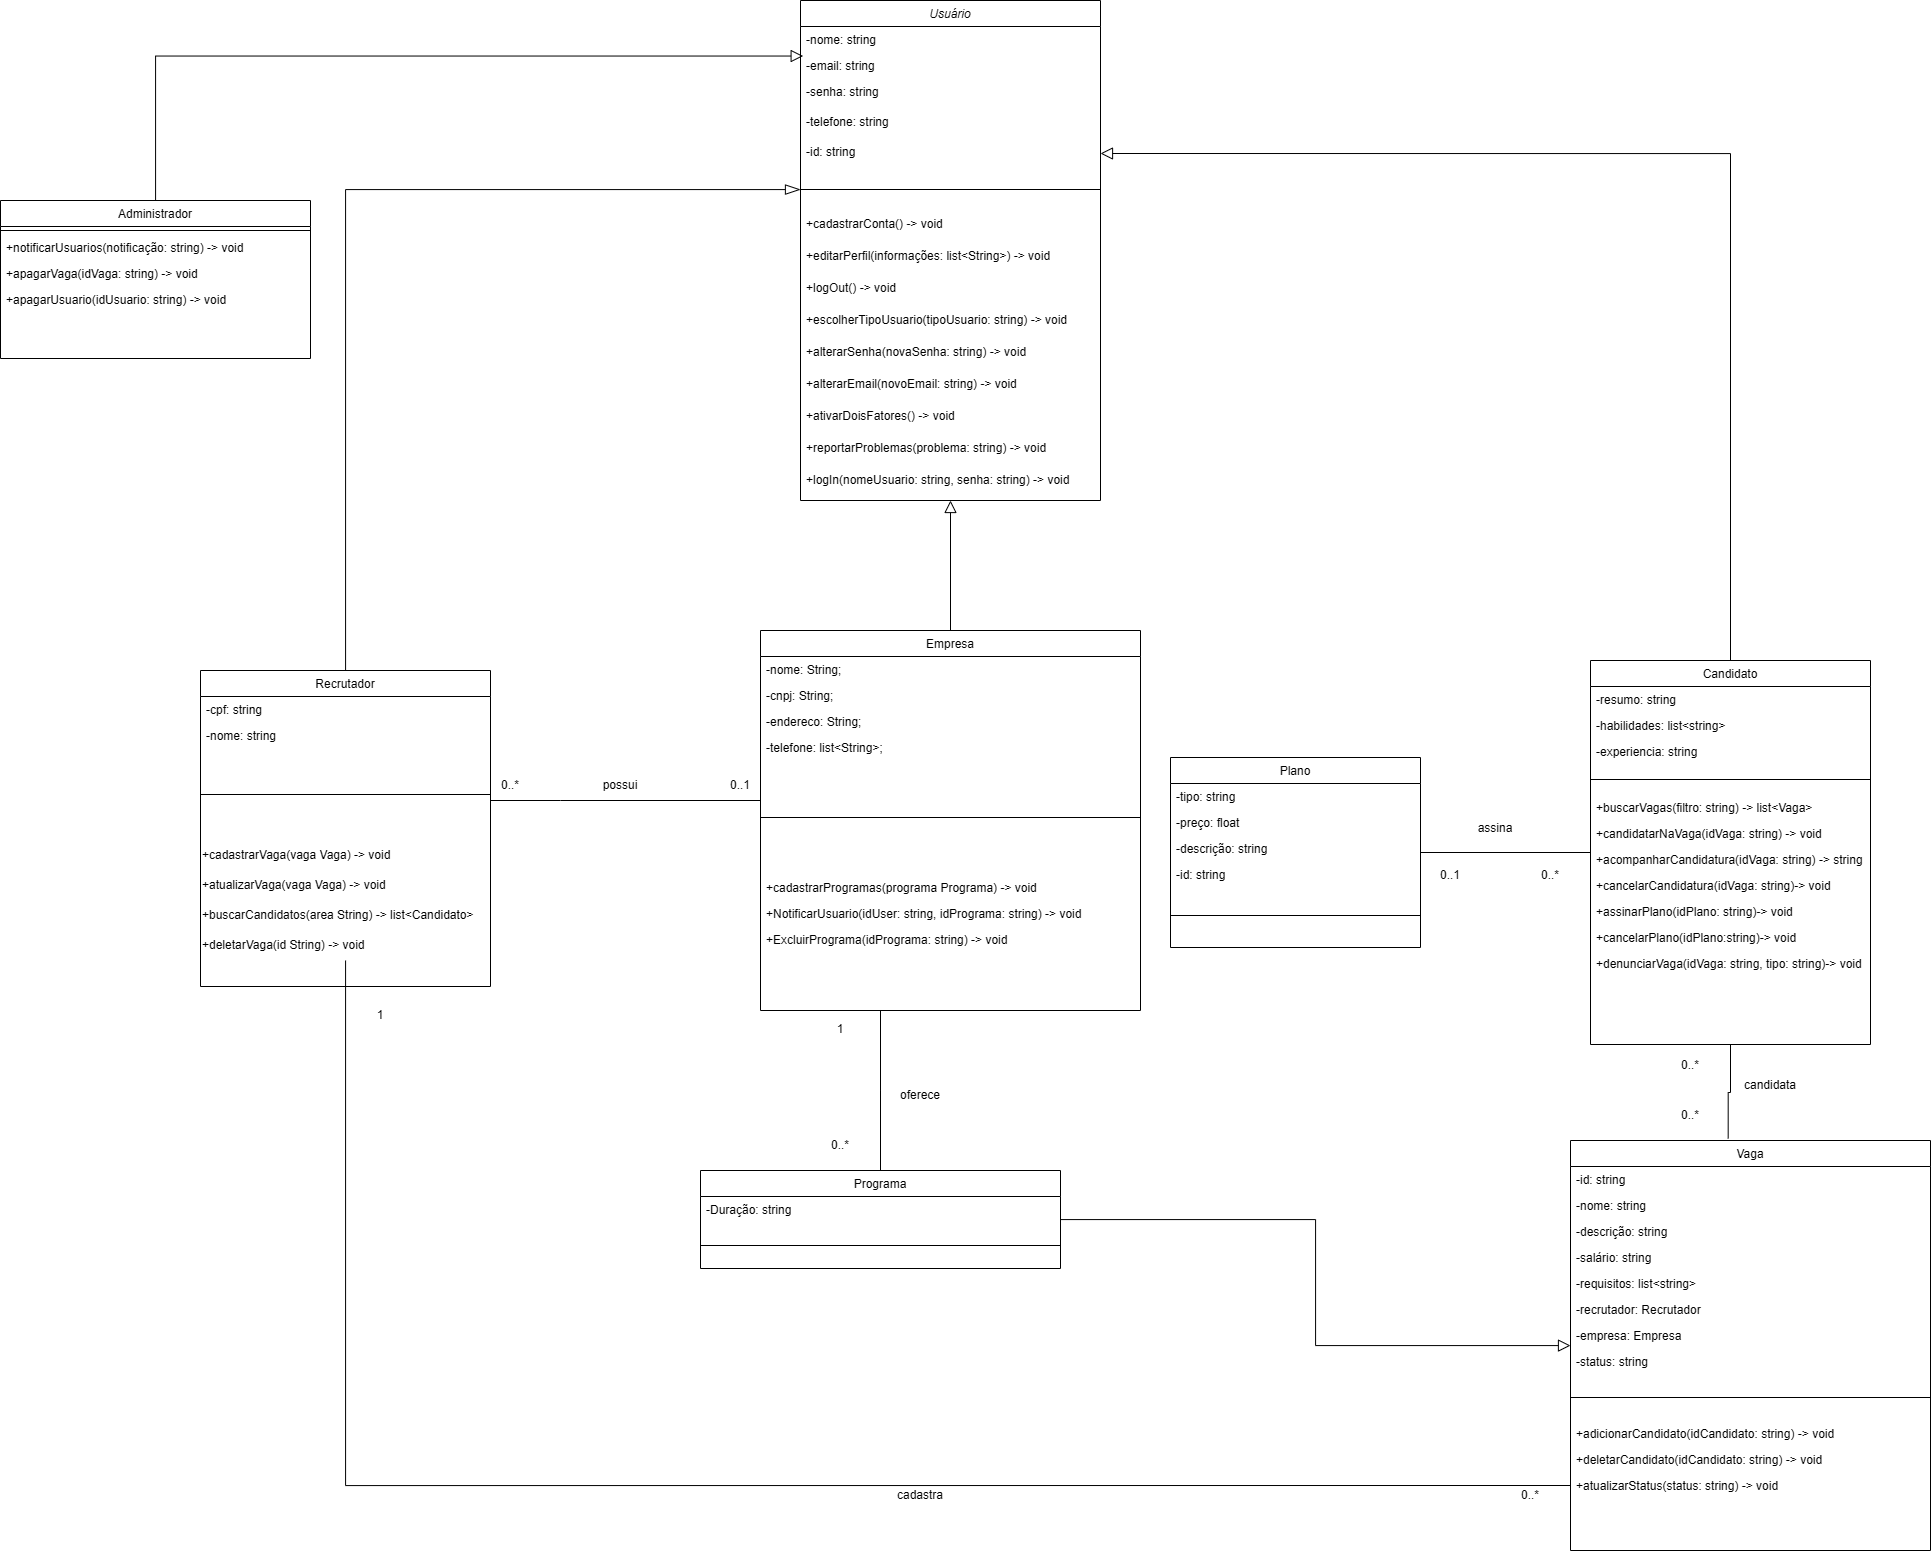 Usuário
-nome: string
-email: string
-senha: string
-telefone: string
-id: string
+cadastrarConta() -> void
+editarPerfil(informações: list<String>) -> void
+logOut() -> void
+escolherTipoUsuario(tipoUsuario: string) -> void
+alterarSenha(novaSenha: string) -> void
+alterarEmail(novoEmail: string) -> void
+ativarDoisFatores() -> void
+reportarProblemas(problema: string) -> void
+logIn(nomeUsuario: string, senha: string) -> void
Administrador
+notificarUsuarios(notificação: string) -> void
+apagarVaga(idVaga: string) -> void
+apagarUsuario(idUsuario: string) -> void
Recrutador
-cpf: string
-nome: string
+cadastrarVaga(vaga Vaga) -> void
+atualizarVaga(vaga Vaga) -> void
+buscarCandidatos(area String) -> list<Candidato>
+deletarVaga(id String) -> void
0..*
possui
0..1
Empresa
-nome: String;
-cnpj: String;
-endereco: String;
-telefone: list<String>;
+cadastrarProgramas(programa Programa) -> void
+NotificarUsuario(idUser: string, idPrograma: string) -> void
+ExcluirPrograma(idPrograma: string) -> void
Plano
-tipo: string
-preço: float
-descrição: string
-id: string
assina
0..1
0..*
Candidato
-resumo: string
-habilidades: list<string>
-experiencia: string
+buscarVagas(filtro: string) -> list<Vaga>
+candidatarNaVaga(idVaga: string) -> void
+acompanharCandidatura(idVaga: string) -> string
+cancelarCandidatura(idVaga: string)-> void
+assinarPlano(idPlano: string)-> void
+cancelarPlano(idPlano:string)-> void
+denunciarVaga(idVaga: string, tipo: string)-> void
1
1
oferece
0..*
0..*
candidata
0..*
Programa
-Duração: string
Vaga
-id: string
-nome: string
-descrição: string
-salário: string
-requisitos: list<string>
-recrutador: Recrutador
-empresa: Empresa
-status: string
+adicionarCandidato(idCandidato: string) -> void
+deletarCandidato(idCandidato: string) -> void
+atualizarStatus(status: string) -> void
cadastra
0..*